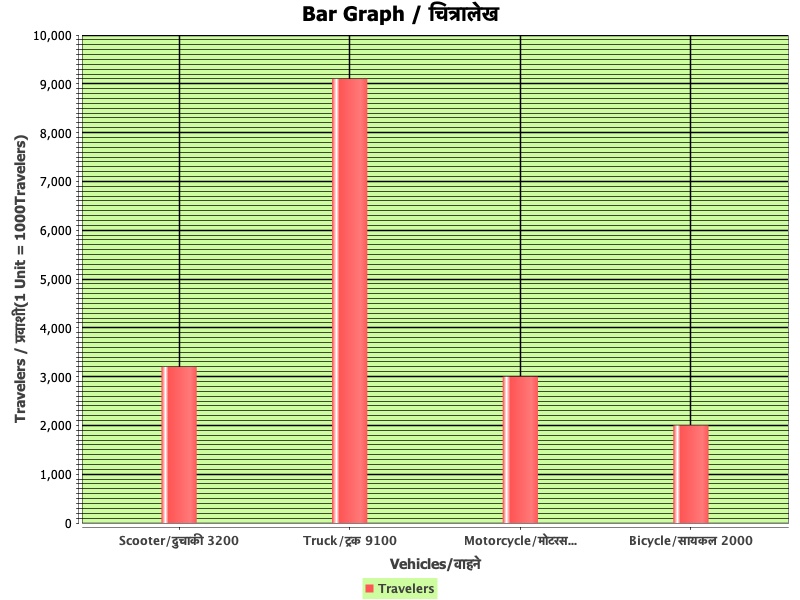 Bar Graph / चित्रालेख
Travelers / प्रवाशी(1 Unit = 1000Travelers)
10,000
9,000
8,000
7,000
6,000
5,000
4,000
3,000
2,000
1,000
0
Scooter/दुचाकी 3200 Truck/ट्रक 9100 Motorcycle/मोटरस... Bicycle/सायकल 2000
Vehicles/वाहने
Travelers